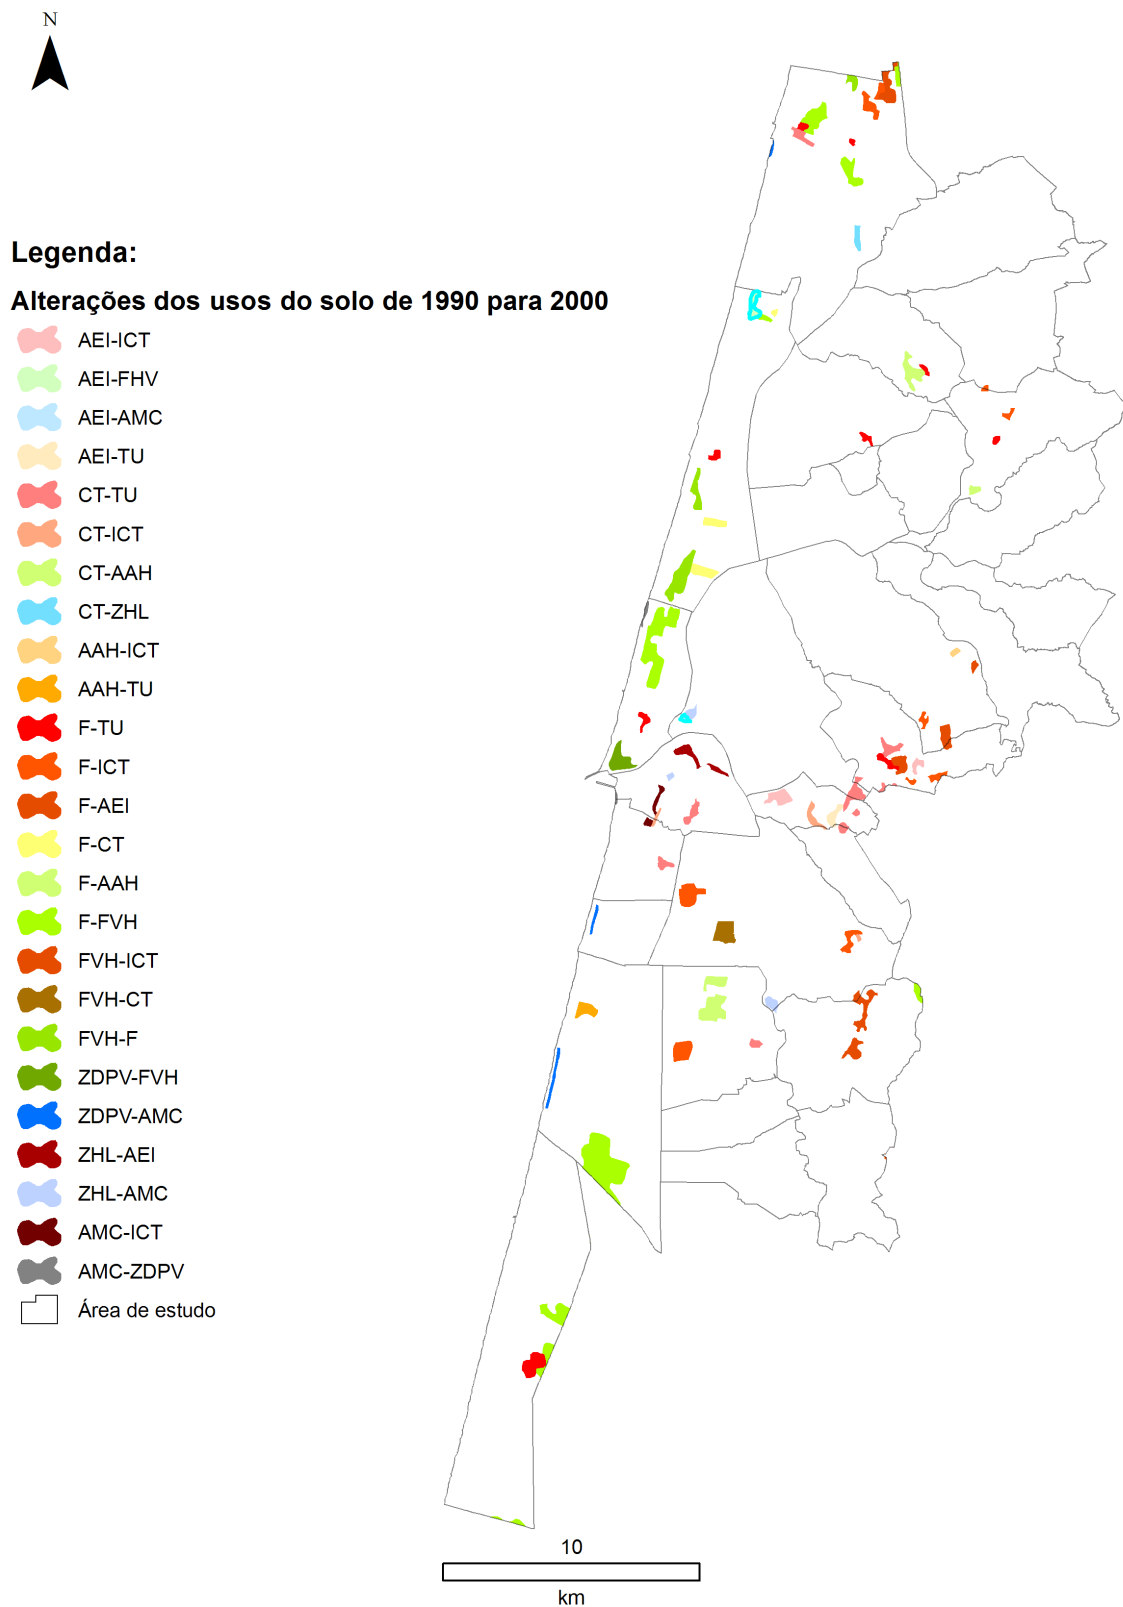 N
Legenda:
Alterações dos usos do solo de 1990 para 2000
AEI-ICT
AEI-FHV
AEI-AMC
AEI-TU
CT-TU
CT-ICT
CT-AAH
CT-ZHL
AAH-ICT
AAH-TU
F-TU
F-ICT
F-AEI
F-CT
F-AAH
F-FVH
FVH-ICT
FVH-CT
FVH-F
ZDPV-FVH
ZDPV-AMC
ZHL-AEI
ZHL-AMC
AMC-ICT
AMC-ZDPV
Área de estudo
10
km